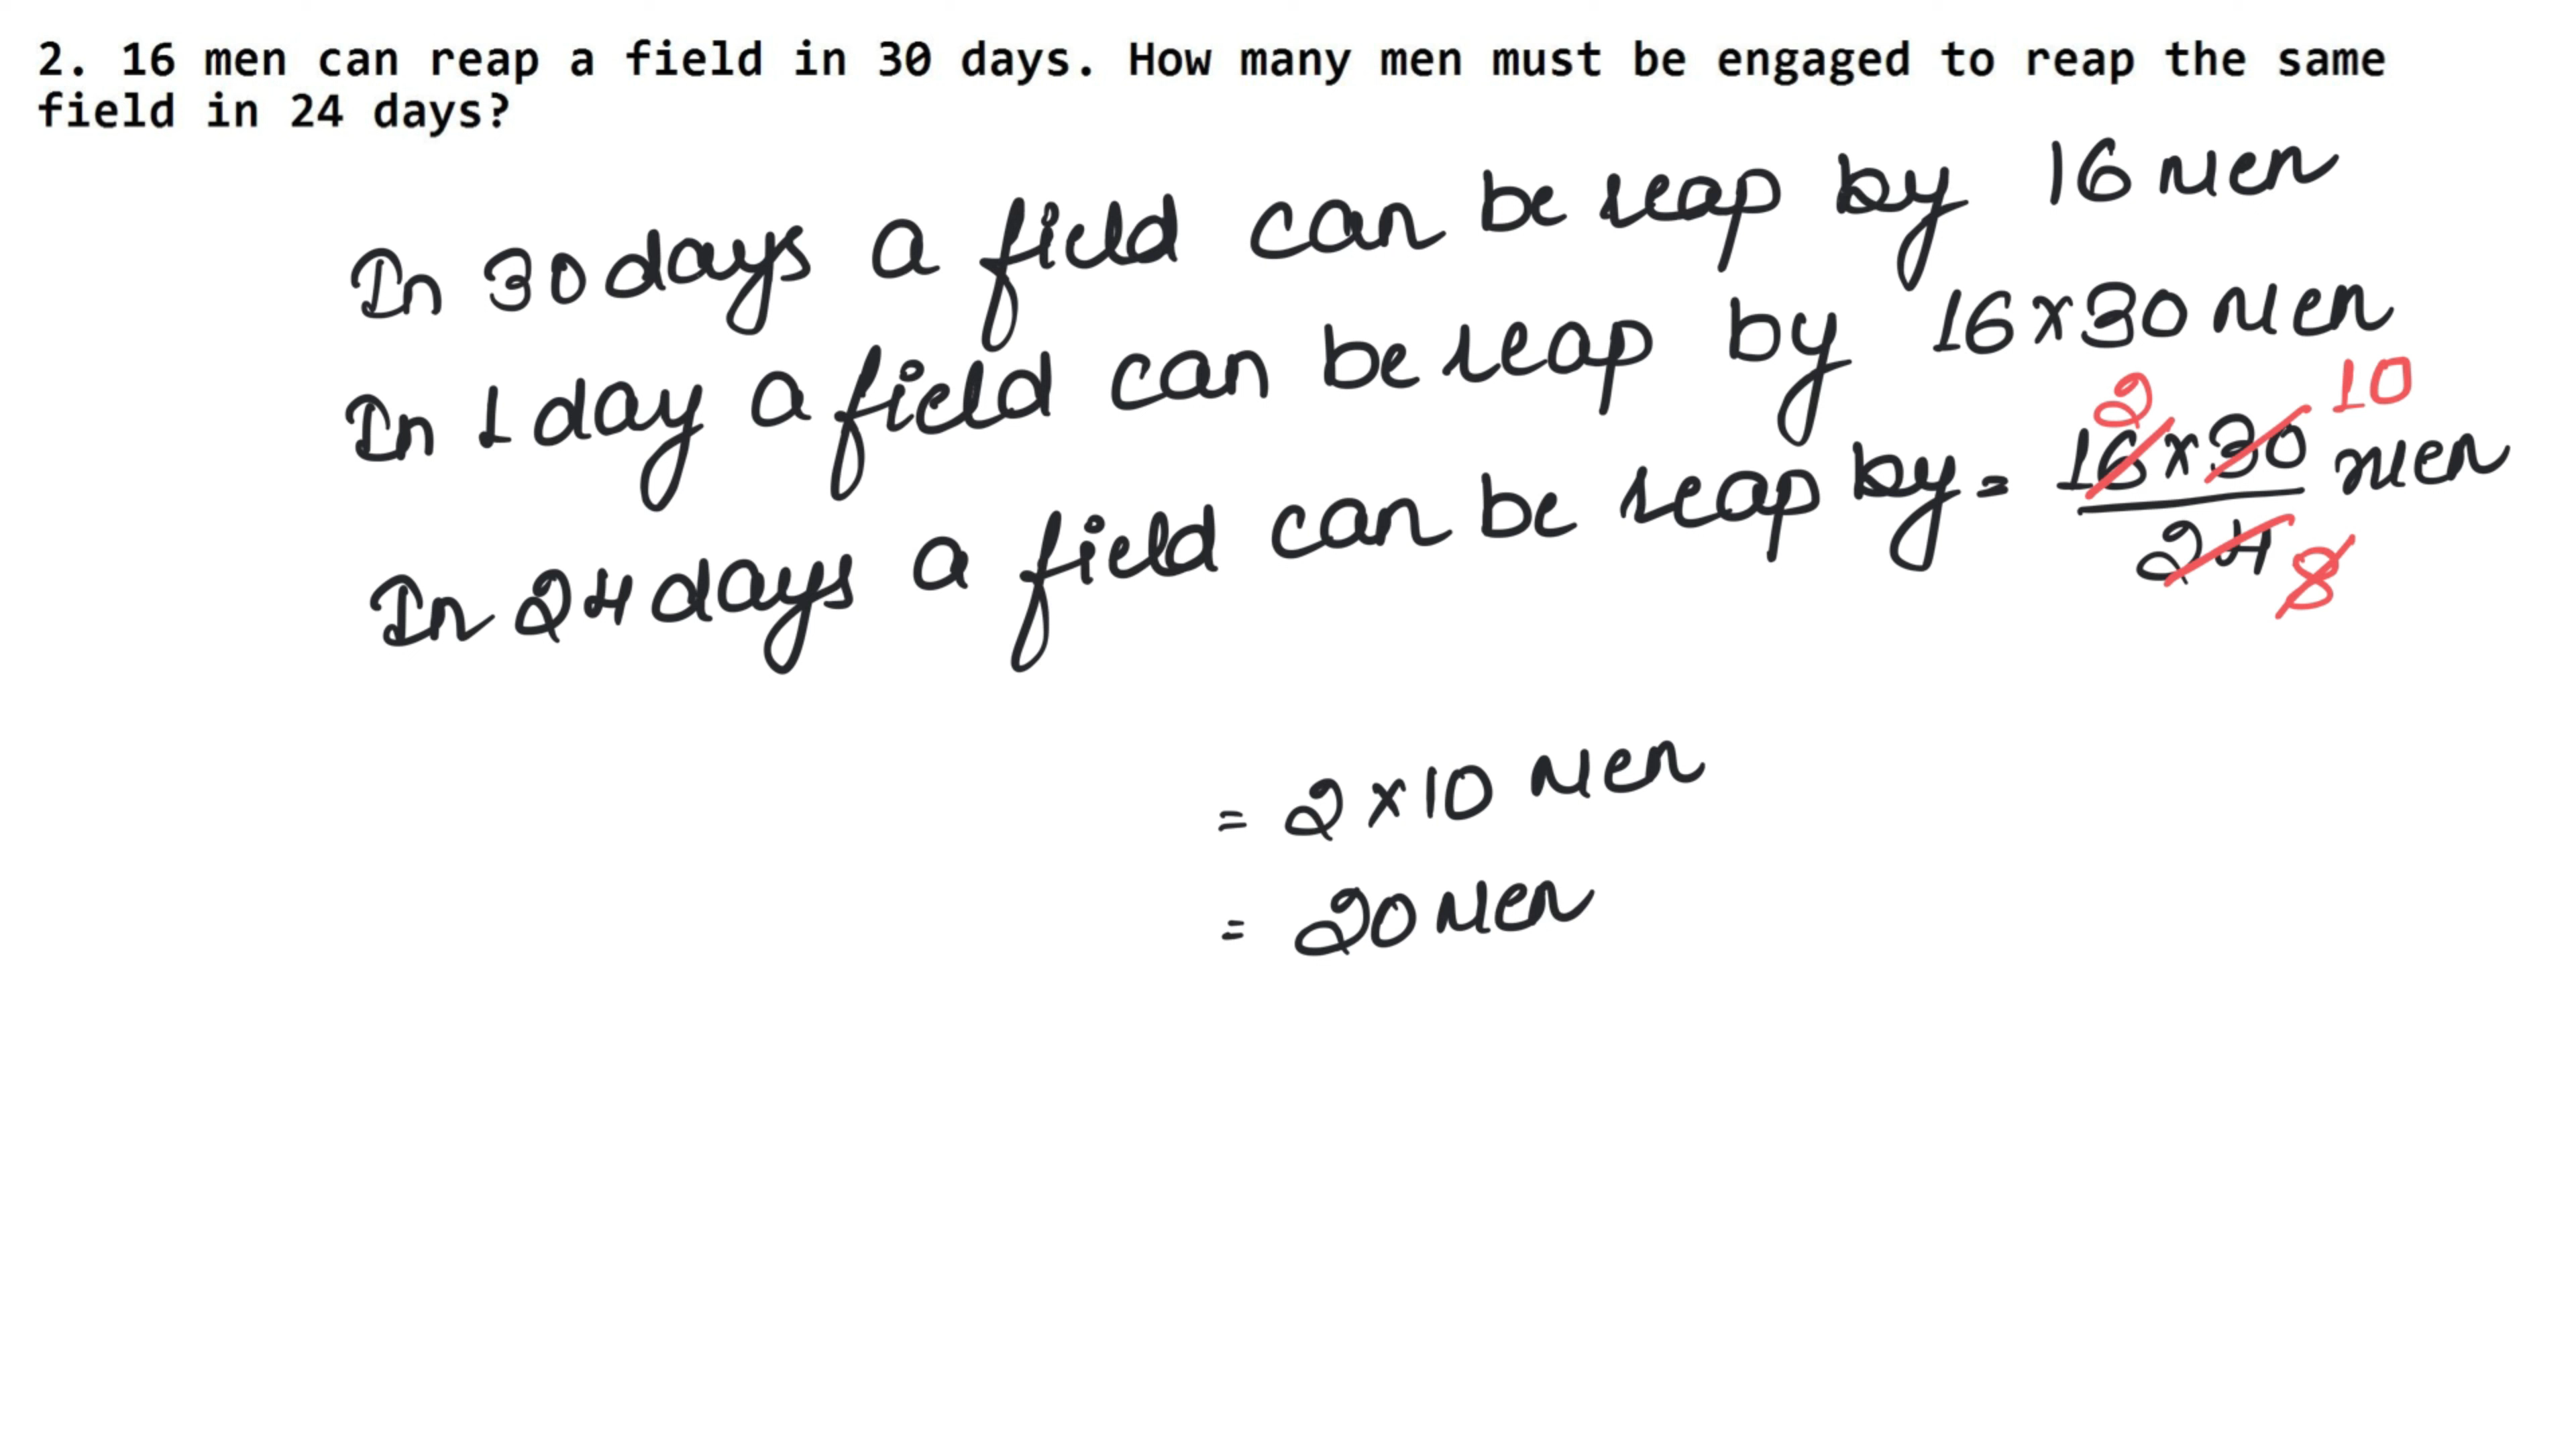 2. 16 men can reap a field in 30 days. How many men must be engaged to reap the same
field in 24 days?
In 30 days a field can be reap by 16 Men
In 1 day a field can be reap by 16×30 Men
2 10
In 24 days a field can be reap by = 16×30 men
24 8
= 2×10 Men
= 20 Men